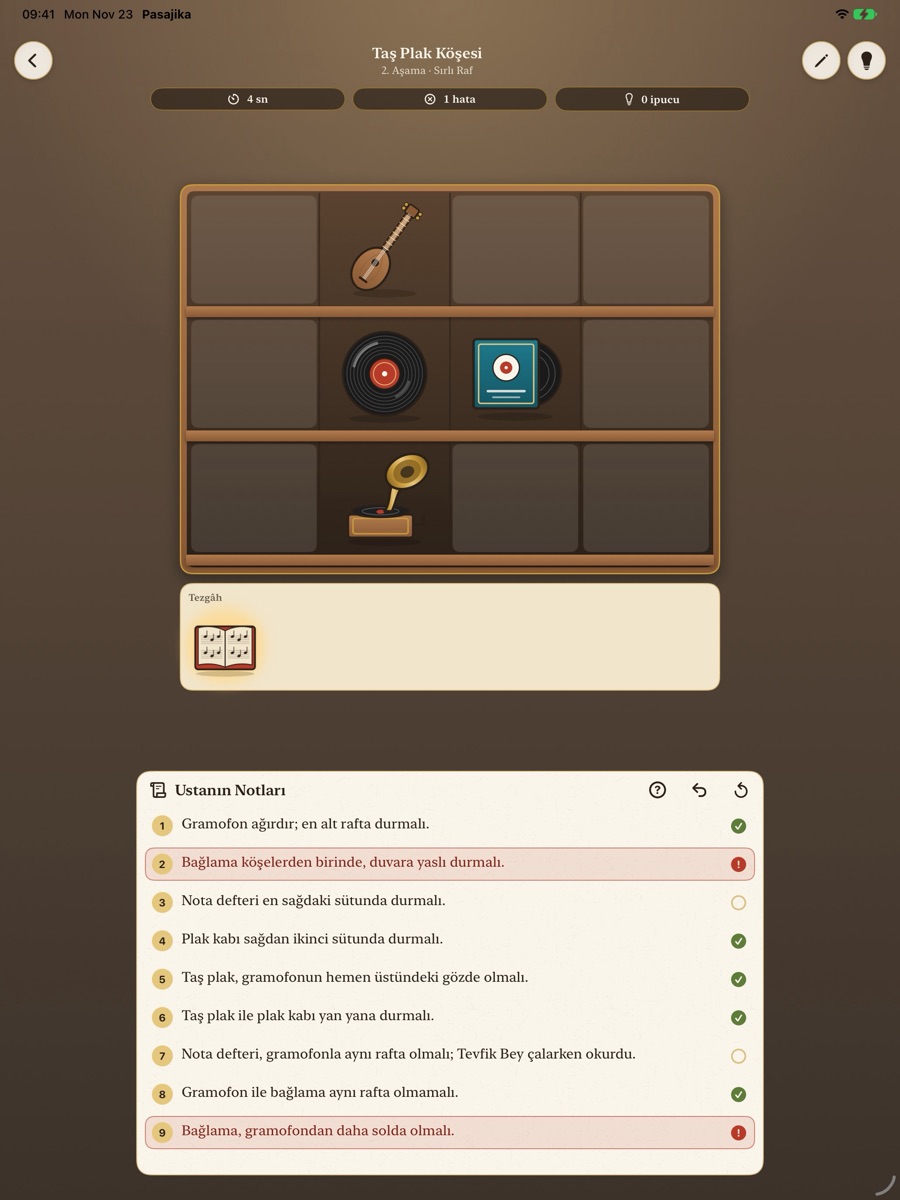 09:41 Mon Nov 23 Pasajika
Taş Plak Köşesi
2. Aşama · Sırlı Raf
4 sn
1 hata
0 ipucu
Tezgâh
Ustanın Notları
1 Gramofon ağırdır; en alt rafta durmalı.
2 Bağlama köşelerden birinde, duvara yaslı durmalı.
3 Nota defteri en sağdaki sütunda durmalı.
4 Plak kabı sağdan ikinci sütunda durmalı.
5 Taş plak, gramofonun hemen üstündeki gözde olmalı.
6 Taş plak ile plak kabı yan yana durmalı.
7 Nota defteri, gramofonla aynı rafta olmalı; Tevfik Bey çalarken okurdu.
8 Gramofon ile bağlama aynı rafta olmamalı.
9 Bağlama, gramofondan daha solda olmalı.